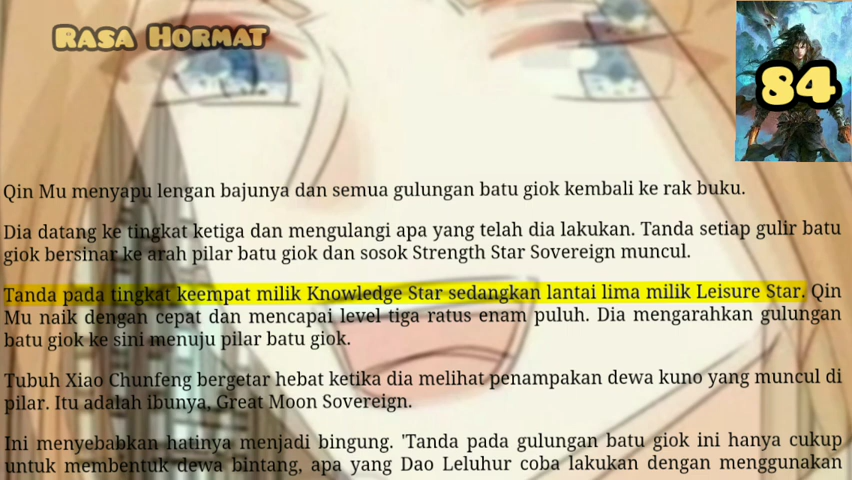 Rasa Hormat
84
Qin Mu menyapu lengan bajunya dan semua gulungan batu giok kembali ke rak buku.
Dia datang ke tingkat ketiga dan mengulangi apa yang telah dia lakukan. Tanda setiap gulir batu
giok bersinar ke arah pilar batu giok dan sosok Strength Star Sovereign muncul.
Tanda pada tingkat keempat milik Knowledge Star sedangkan lantai lima milik Leisure Star. Qin
Mu naik dengan cepat dan mencapai level tiga ratus enam puluh. Dia mengarahkan gulungan
batu giok ke sini menuju pilar batu giok.
Tubuh Xiao Chunfeng bergetar hebat ketika dia melihat penampakan dewa kuno yang muncul di
pilar. Itu adalah ibunya, Great Moon Sovereign.
Ini menyebabkan hatinya menjadi bingung. 'Tanda pada gulungan batu giok ini hanya cukup
untuk membentuk dewa bintang, apa yang Dao Leluhur coba lakukan dengan menggunakan